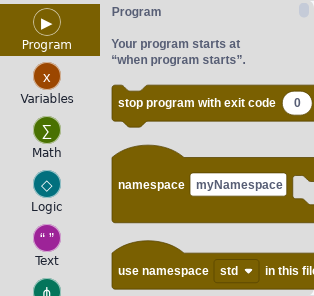 Program
Variables
Math
Logic
Text
Program
Your program starts at
“when program starts”.
stop program with exit code 0
namespace myNamespace
use namespace std in this file